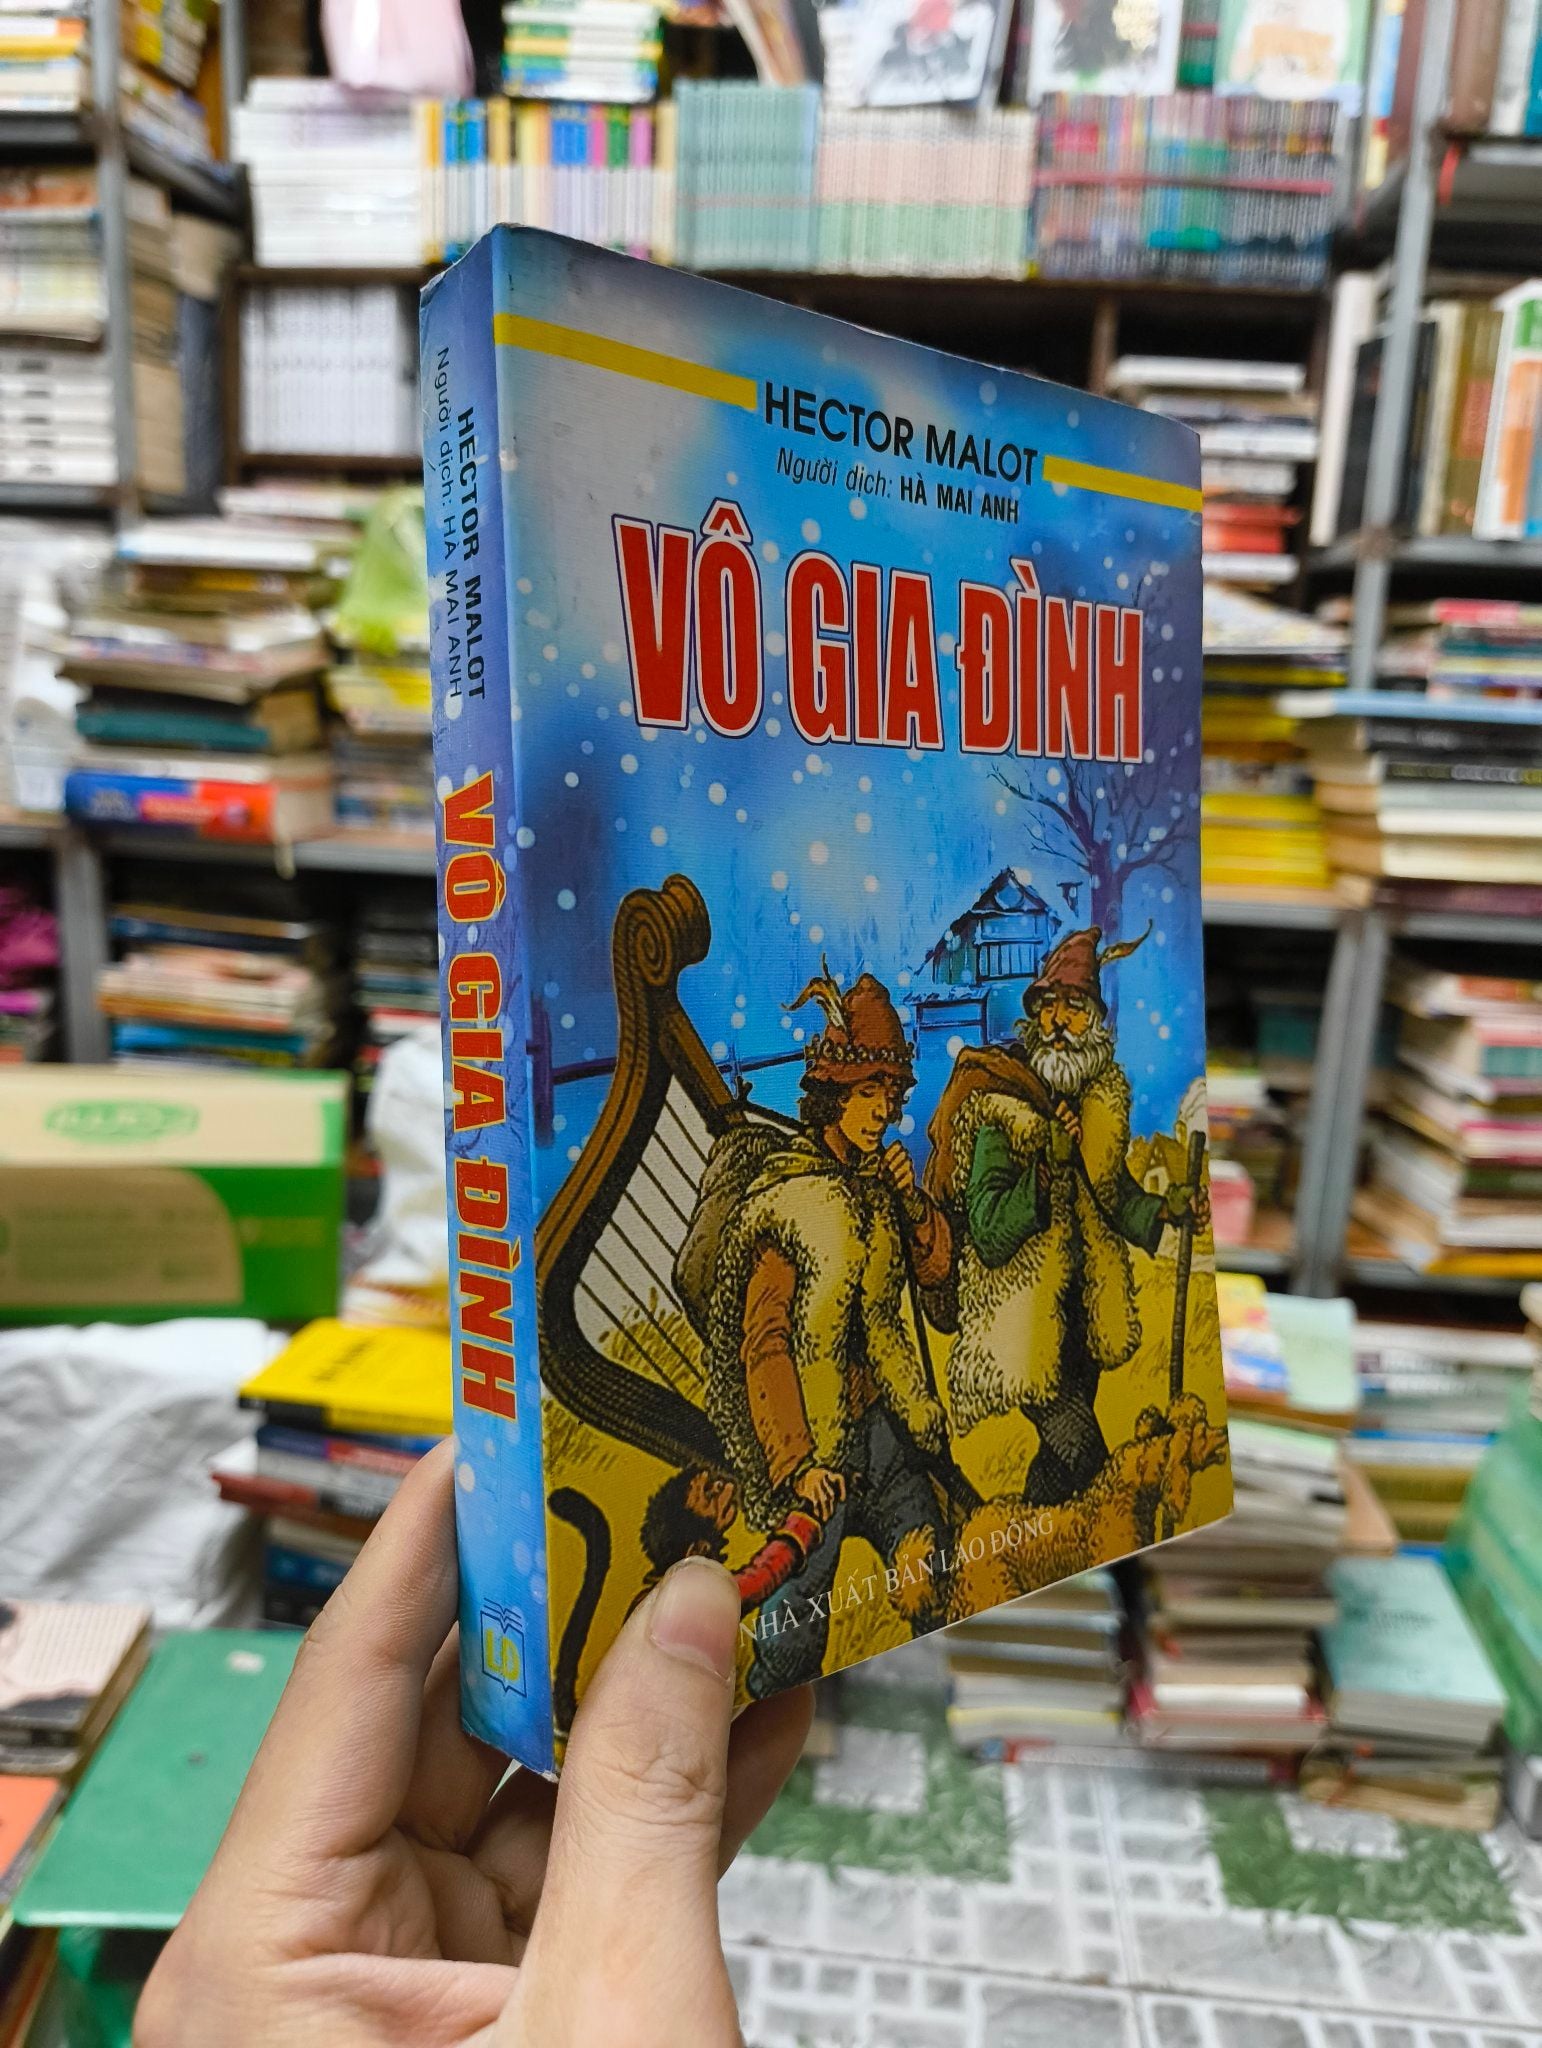 HECTOR MALOT
Người dịch: HÀ MAI ANH
VÔ GIA ĐÌNH
NHÀ XUẤT BẢN LAO ĐỘNG
HECTOR MALOT
Người dịch: HÀ MAI ANH
VÔ GIA ĐÌNH
LĐ